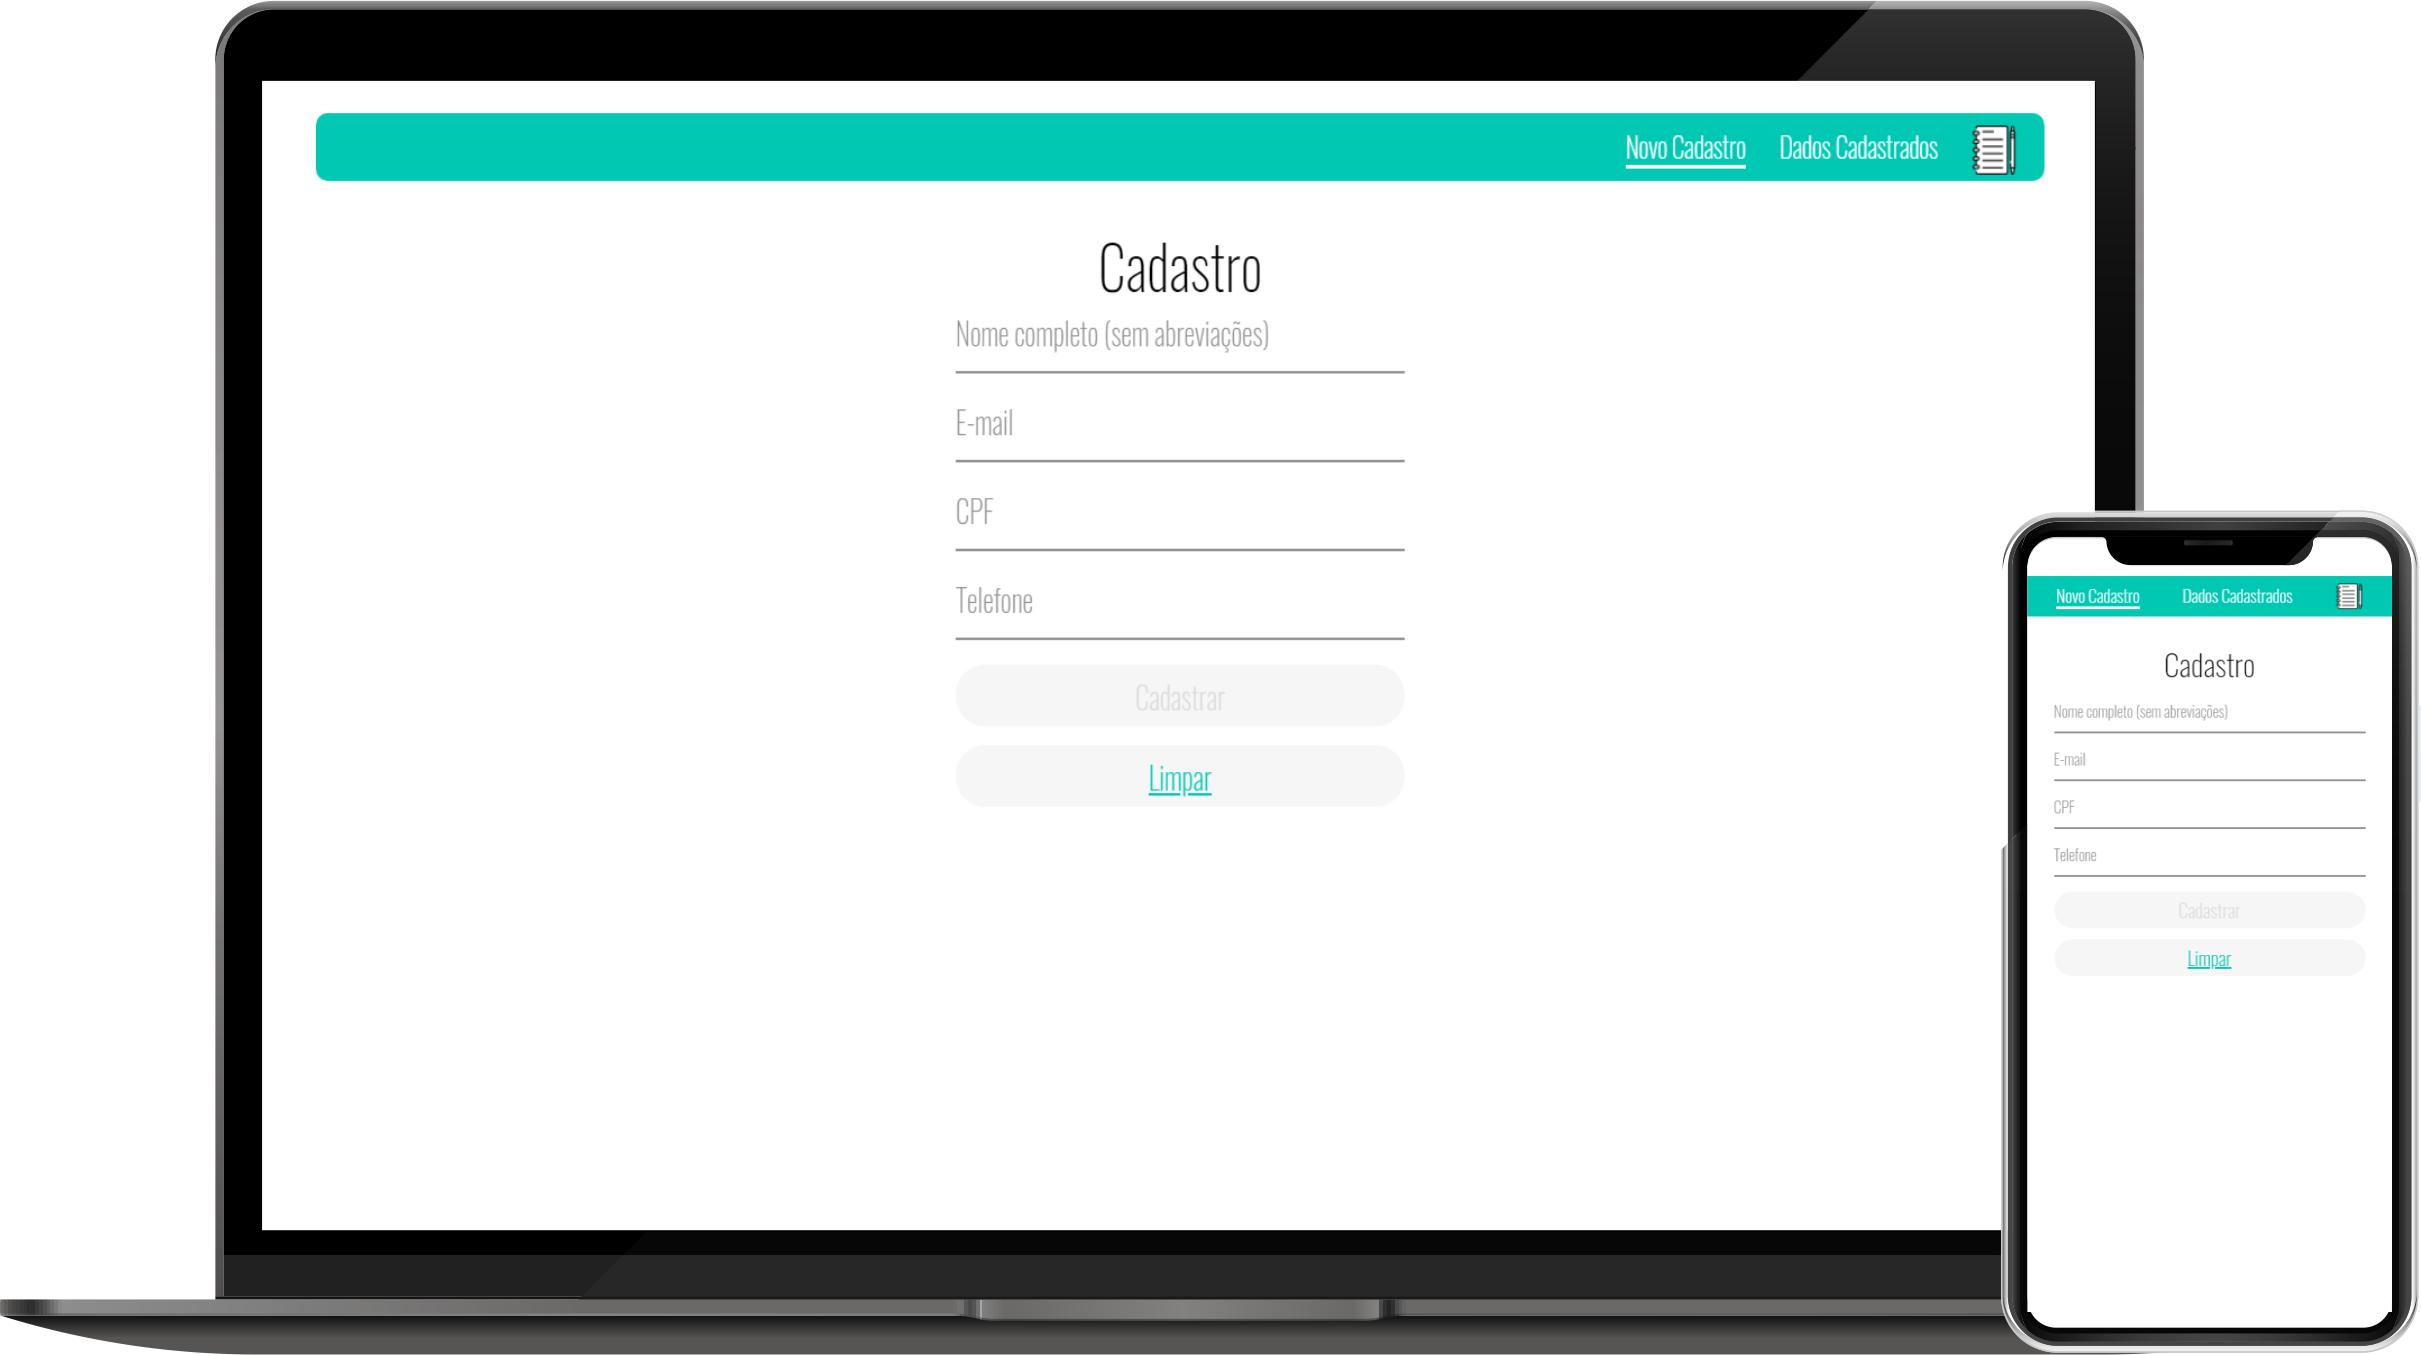 Novo Cadastro Dados Cadastrados
Cadastro
Nome completo (sem abreviações)
E-mail
CPF
Telefone
Cadastrar
Limpar
Novo Cadastro Dados Cadastrados
Cadastro
Nome completo (sem abreviações)
E-mail
CPF
Telefone
Cadastrar
Limpar